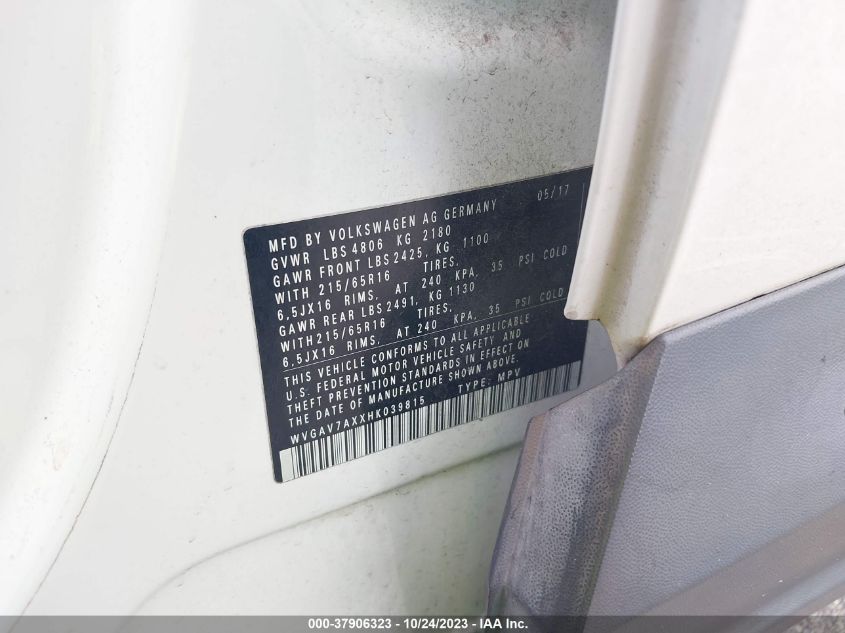 MFD BY VOLKSWAGEN AG GERMANY 05/17
GVWR LBS 4806 KG 2180
GAWR FRONT LBS 2425, KG 1100
WITH 215/65R16 TIRES,
6.5JX16 RIMS, AT 240 KPA, 35 PSI COLD
GAWR REAR LBS 2491, KG 1130
WITH 215/65R16 TIRES,
6.5JX16 RIMS, AT 240 KPA, 35 PSI COLD
THIS VEHICLE CONFORMS TO ALL APPLICABLE
U.S. FEDERAL MOTOR VEHICLE SAFETY AND
THEFT PREVENTION STANDARDS IN EFFECT ON
THE DATE OF MANUFACTURE SHOWN ABOVE.
WVGAV7AXXHK039815 TYPE: MPV
000-37906323 - 10/24/2023 - IAA Inc.